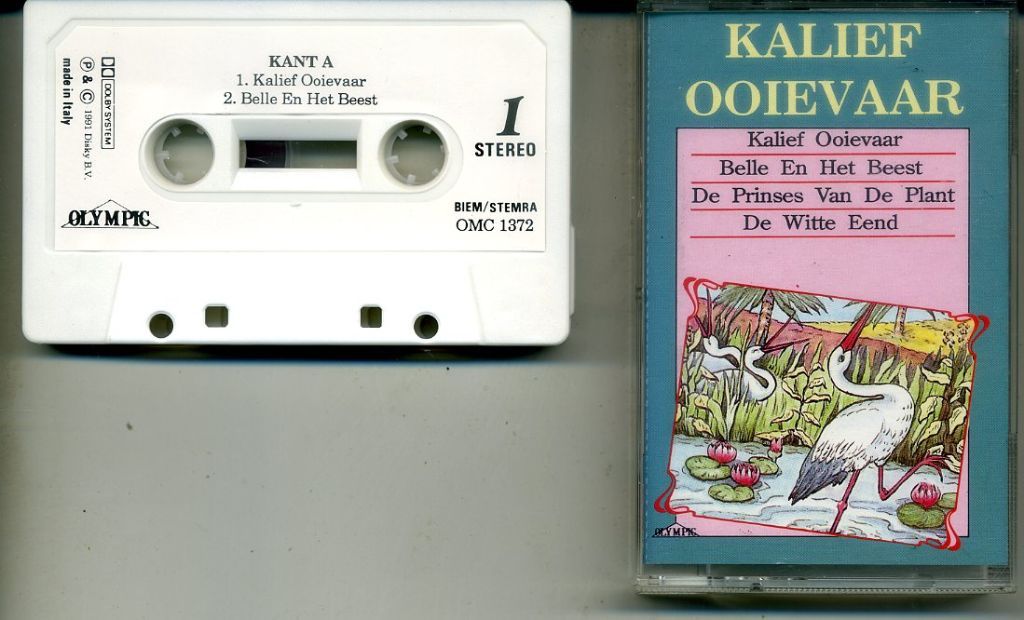 KANT A
1. Kalief Ooievaar
2. Belle En Het Beest
1
STEREO
DOLBY SYSTEM
P & C 1991 Disky B.V.
made in Italy
OLYMPIC
BIEM/STEMRA
OMC 1372
KALIEF
OOIEVAAR
Kalief Ooievaar
Belle En Het Beest
De Prinses Van De Plant
De Witte Eend
OLYMPIC